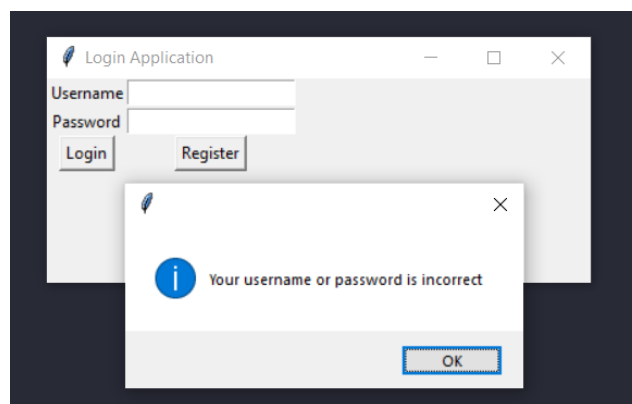 Login Application
Username
Password
Login Register
Your username or password is incorrect
OK